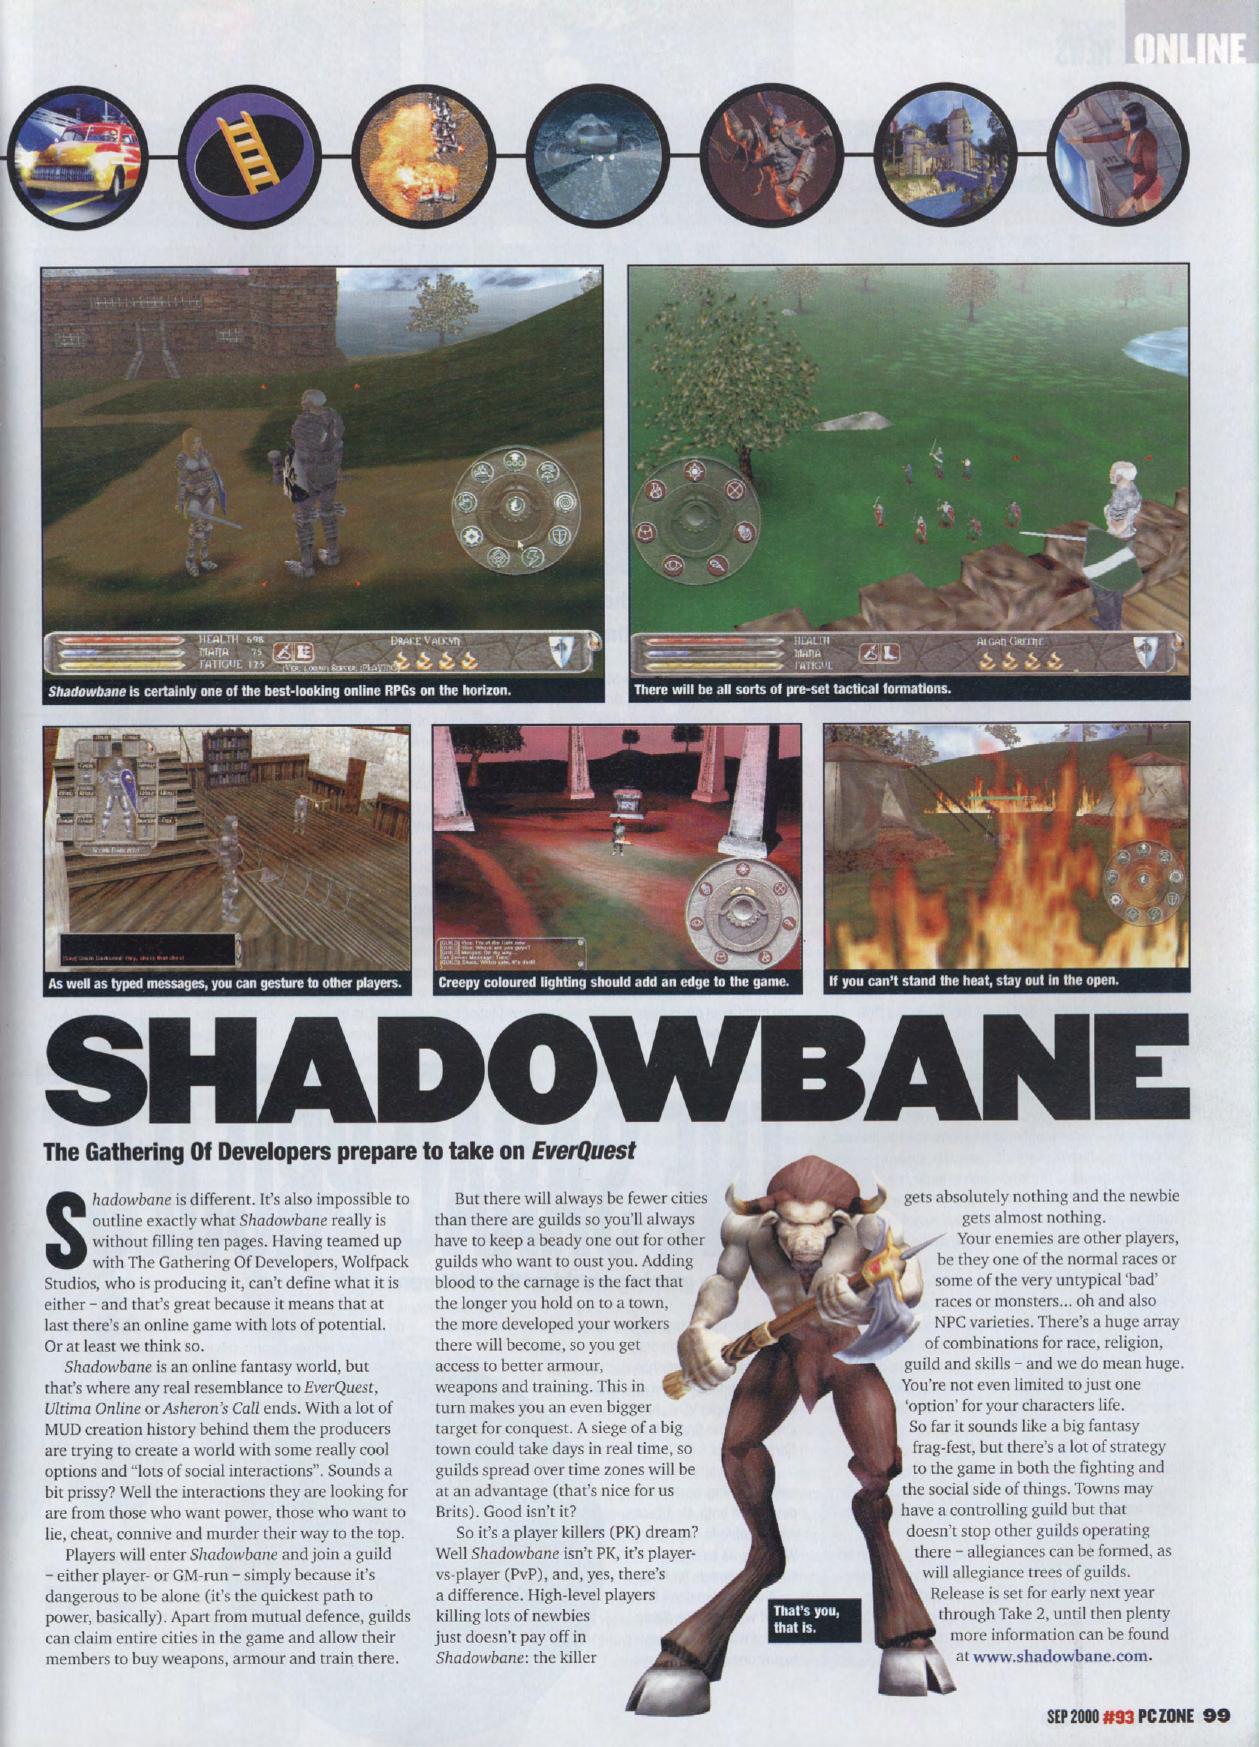 ONLINE
HEALTH 698
MANA 75
FATIGUE 125
DRAKE VALKYN
HEALTH
MANA
FATIGUE
Shadowbane is certainly one of the best-looking online RPGs on the horizon.
There will be all sorts of pre-set tactical formations.
As well as typed messages, you can gesture to other players.
Creepy coloured lighting should add an edge to the game.
If you can't stand the heat, stay out in the open.
SHADOWBANE
The Gathering Of Developers prepare to take on EverQuest
Shadowbane is different. It's also impossible to
outline exactly what Shadowbane really is
without filling ten pages. Having teamed up
with The Gathering Of Developers, Wolfpack
Studios, who is producing it, can't define what it is
either – and that's great because it means that at
last there's an online game with lots of potential.
Or at least we think so.
Shadowbane is an online fantasy world, but
that's where any real resemblance to EverQuest,
Ultima Online or Asheron's Call ends. With a lot of
MUD creation history behind them the producers
are trying to create a world with some really cool
options and “lots of social interactions”. Sounds a
bit prissy? Well the interactions they are looking for
are from those who want power, those who want to
lie, cheat, connive and murder their way to the top.
Players will enter Shadowbane and join a guild
– either player- or GM-run – simply because it's
dangerous to be alone (it's the quickest path to
power, basically). Apart from mutual defence, guilds
can claim entire cities in the game and allow their
members to buy weapons, armour and train there.
But there will always be fewer cities
than there are guilds so you'll always
have to keep a beady one out for other
guilds who want to oust you. Adding
blood to the carnage is the fact that
the longer you hold on to a town,
the more developed your workers
there will become, so you get
access to better armour,
weapons and training. This in
turn makes you an even bigger
target for conquest. A siege of a big
town could take days in real time, so
guilds spread over time zones will be
at an advantage (that's nice for us
Brits). Good isn't it?
So it's a player killers (PK) dream?
Well Shadowbane isn't PK, it's player-
vs-player (PvP), and, yes, there's
a difference. High-level players
killing lots of newbies
just doesn't pay off in
Shadowbane: the killer
gets absolutely nothing and the newbie
gets almost nothing.
Your enemies are other players,
be they one of the normal races or
some of the very untypical ‘bad’
races or monsters... oh and also
NPC varieties. There's a huge array
of combinations for race, religion,
guild and skills – and we do mean huge.
You're not even limited to just one
‘option’ for your characters life.
So far it sounds like a big fantasy
frag-fest, but there's a lot of strategy
to the game in both the fighting and
the social side of things. Towns may
have a controlling guild but that
doesn't stop other guilds operating
there – allegiances can be formed, as
will allegiance trees of guilds.
Release is set for early next year
through Take 2, until then plenty
more information can be found
at www.shadowbane.com.
That's you,
that is.
SEP 2000 #93 PC ZONE 99